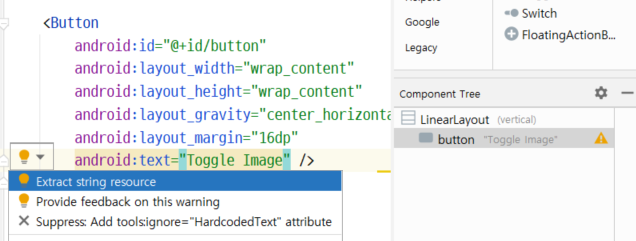 <Button
android:id="@+id/button"
android:layout_width="wrap_content"
android:layout_height="wrap_content"
android:layout_gravity="center_horizonta
android:layout_margin="16dp"
android:text="Toggle Image" />
Extract string resource
Provide feedback on this warning
Suppress: Add tools:ignore="HardcodedText" attribute
Google
Legacy
Switch
FloatingActionB...
Component Tree
LinearLayout (vertical)
button "Toggle Image"